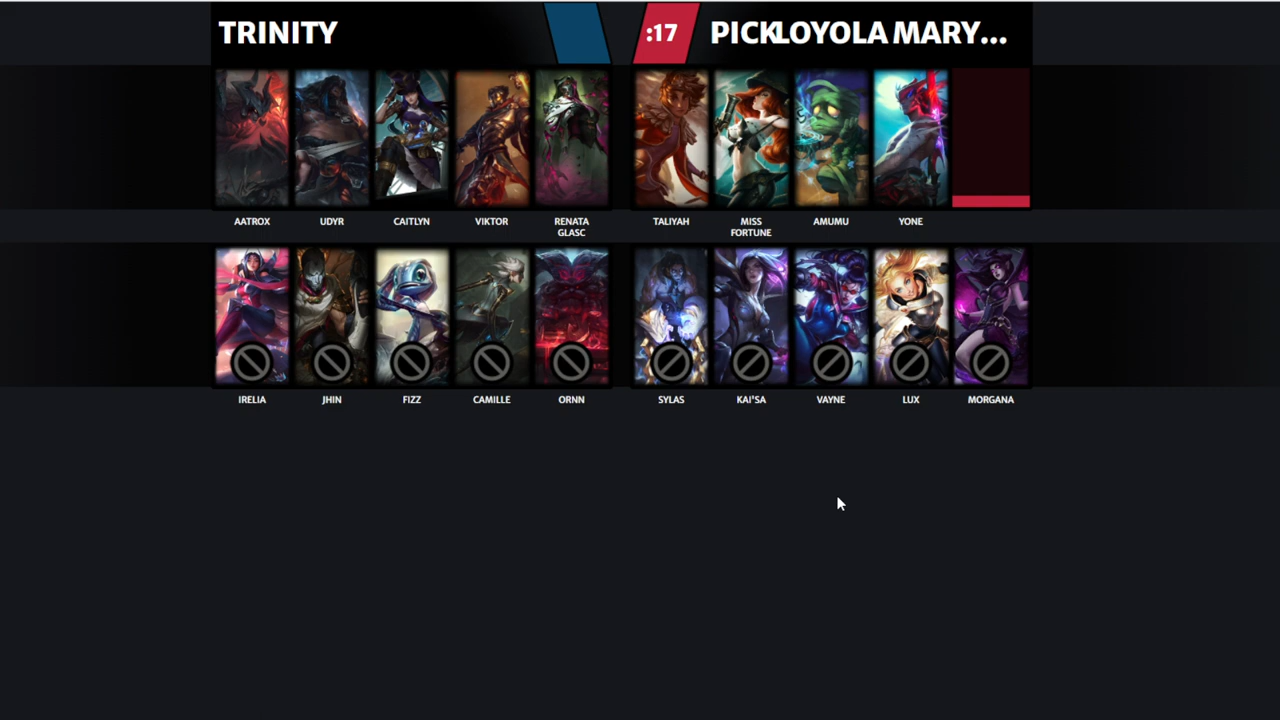 TRINITY
:17
PICKLOYOLA MARY...
AATROX
UDYR
CAITLYN
VIKTOR
RENATA
GLASC
TALIYAH
MISS
FORTUNE
AMUMU
YONE
IRELIA
JHIN
FIZZ
CAMILLE
ORNN
SYLAS
KAI'SA
VAYNE
LUX
MORGANA